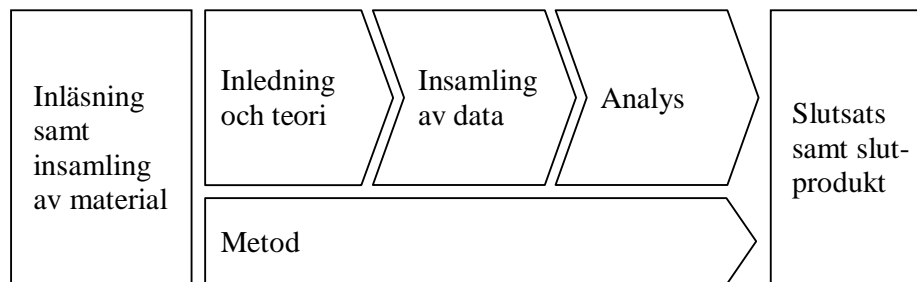 Inläsning
samt
insamling
av material
Inledning
och teori
Insamling
av data
Analys
Metod
Slutsats
samt slut-
produkt